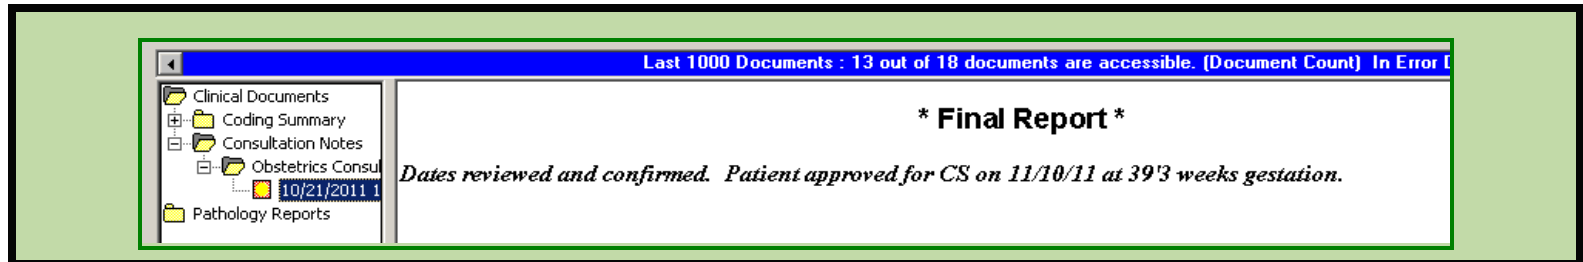 Last 1000 Documents : 13 out of 18 documents are accessible. (Document Count) In Error
Clinical Documents
Coding Summary
Consultation Notes
Obstetrics Consul
10/21/2011 1
Pathology Reports
* Final Report *
Dates reviewed and confirmed. Patient approved for CS on 11/10/11 at 39'3 weeks gestation.